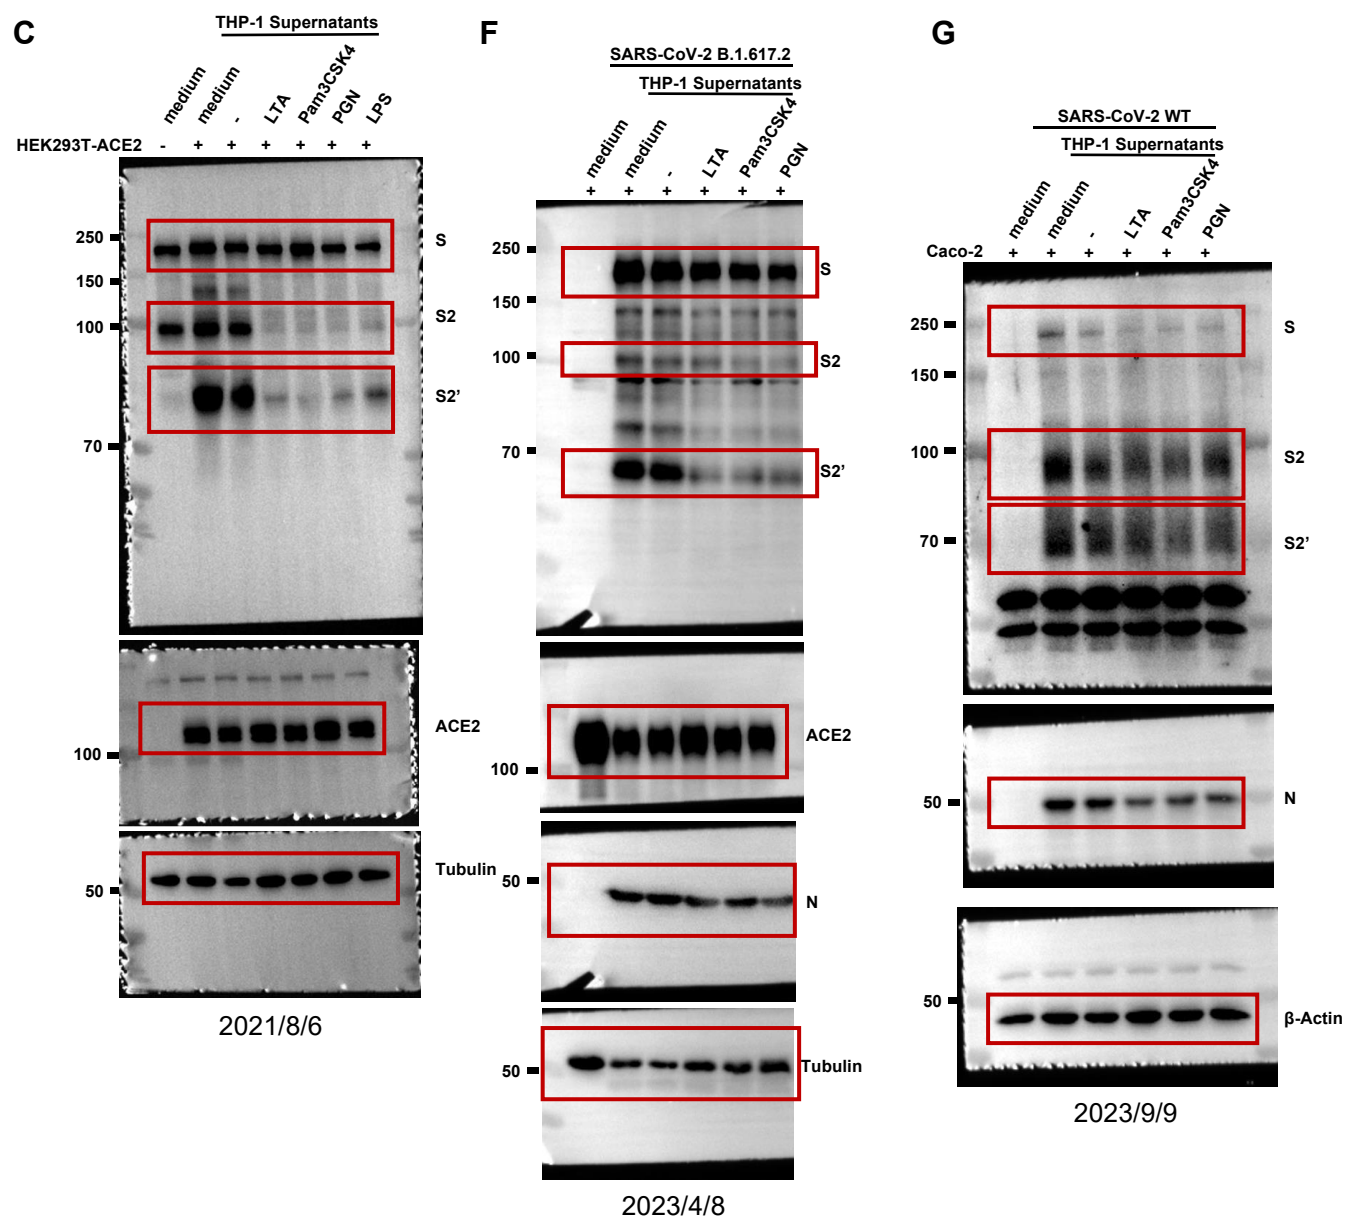 C
THP-1 Supernatants
medium
medium
-
LTA
Pam3CSK4
PGN
LPS
HEK293T-ACE2 - + + + + + +
250
150
100
70
S
S2
S2’
100
ACE2
50
Tubulin
2021/8/6
F
SARS-CoV-2 B.1.617.2
THP-1 Supernatants
medium
medium
-
LTA
Pam3CSK4
PGN
+ + + + + +
250
150
100
70
S
S2
S2’
100
ACE2
50
N
50
Tubulin
2023/4/8
G
SARS-CoV-2 WT
THP-1 Supernatants
medium
medium
-
LTA
Pam3CSK4
PGN
Caco-2 + + + + + +
250
150
100
70
S
S2
S2’
50
N
50
β-Actin
2023/9/9